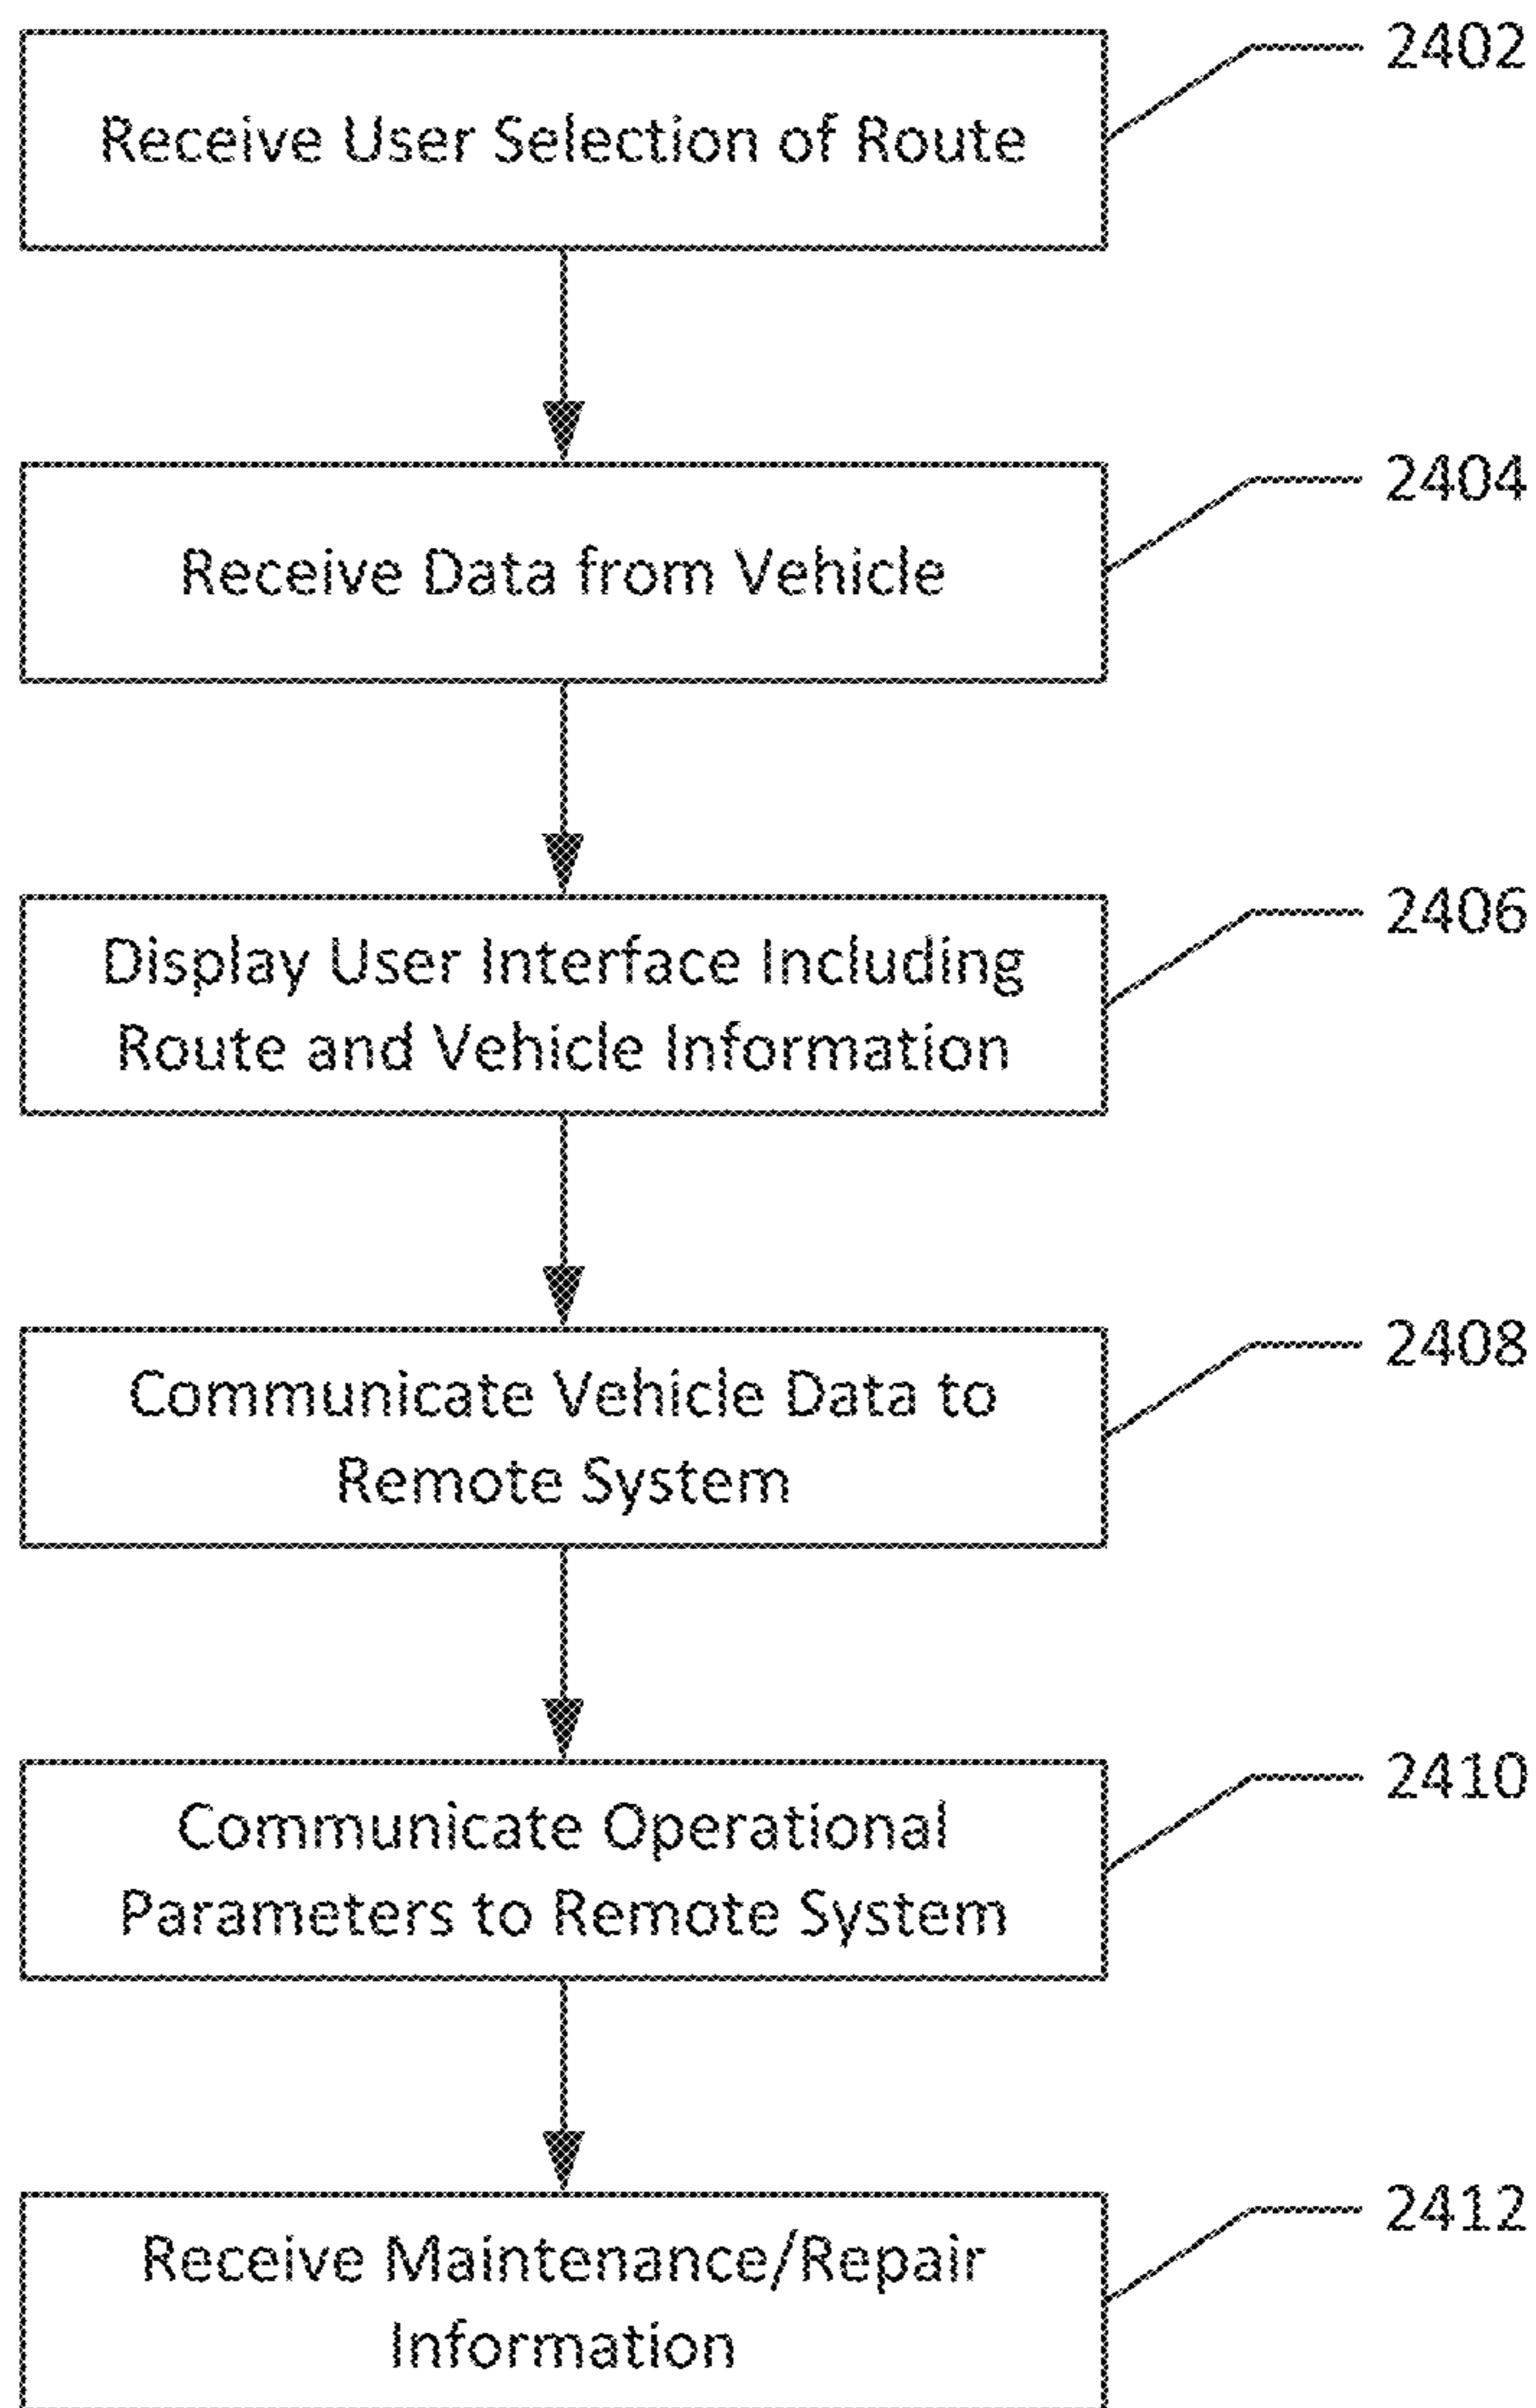 2402
Receive User Selection of Route
2404
Receive Data from Vehicle
2406
Display User Interface Including
Route and Vehicle Information
2408
Communicate Vehicle Data to
Remote System
2410
Communicate Operational
Parameters to Remote System
2412
Receive Maintenance/Repair
Information